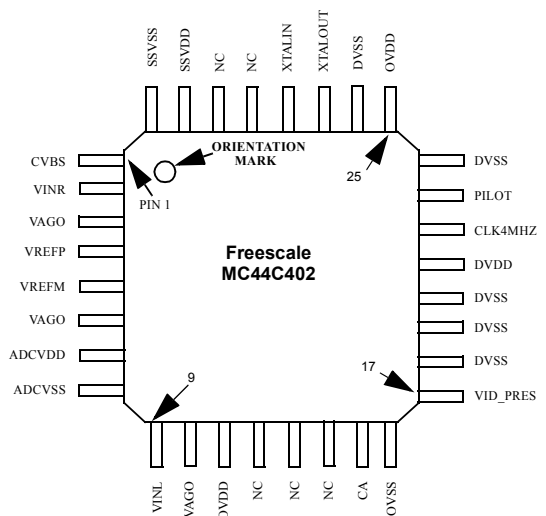 SSVSS
SSVDD
NC
NC
XTALIN
XTALOUT
DVSS
OVDD
ORIENTATION
MARK
PIN 1
25
CVBS
VINR
VAGO
VREFP
VREFM
VAGO
ADCVDD
ADCVSS
Freescale
MC44C402
DVSS
PILOT
CLK4MHZ
DVDD
DVSS
DVSS
DVSS
VID_PRES
9
17
VINL
VAGO
OVDD
NC
NC
NC
CA
OVSS